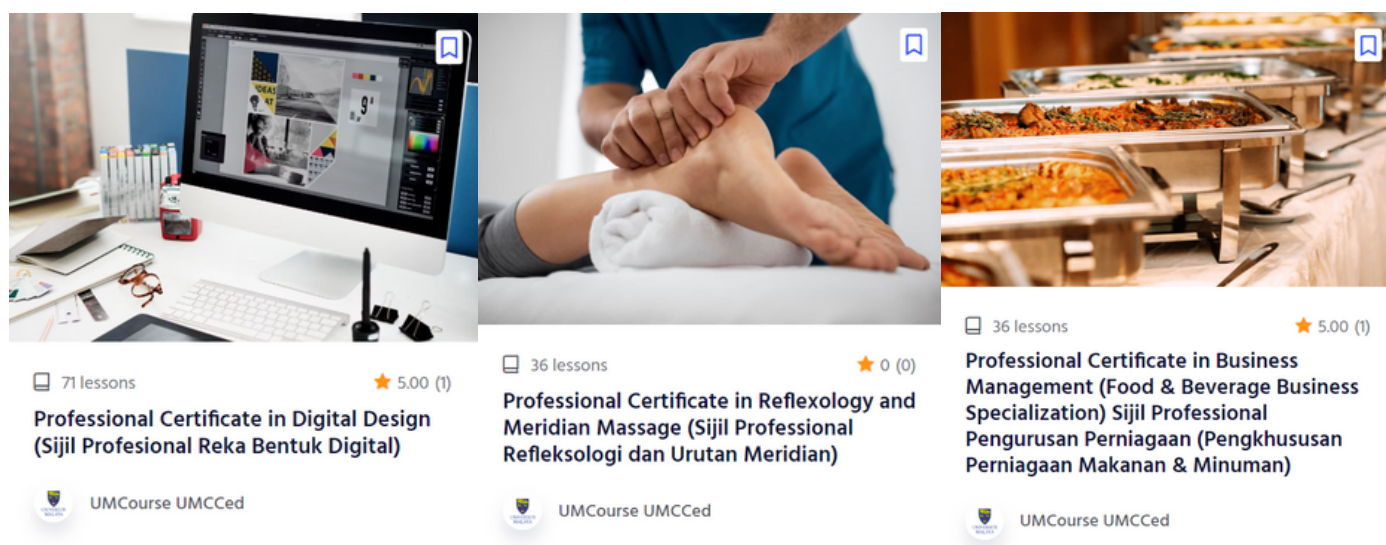 71 lessons
5.00 (1)
Professional Certificate in Digital Design
(Sijil Profesional Reka Bentuk Digital)
UMCourse UMCCed
36 lessons
0 (0)
Professional Certificate in Reflexology and
Meridian Massage (Sijil Professional
Refleksologi dan Urutan Meridian)
UMCourse UMCCed
36 lessons
5.00 (1)
Professional Certificate in Business
Management (Food & Beverage Business
Specialization) Sijil Professional
Pengurusan Perniagaan (Pengkhususan
Perniagaan Makanan & Minuman)
UMCourse UMCCed